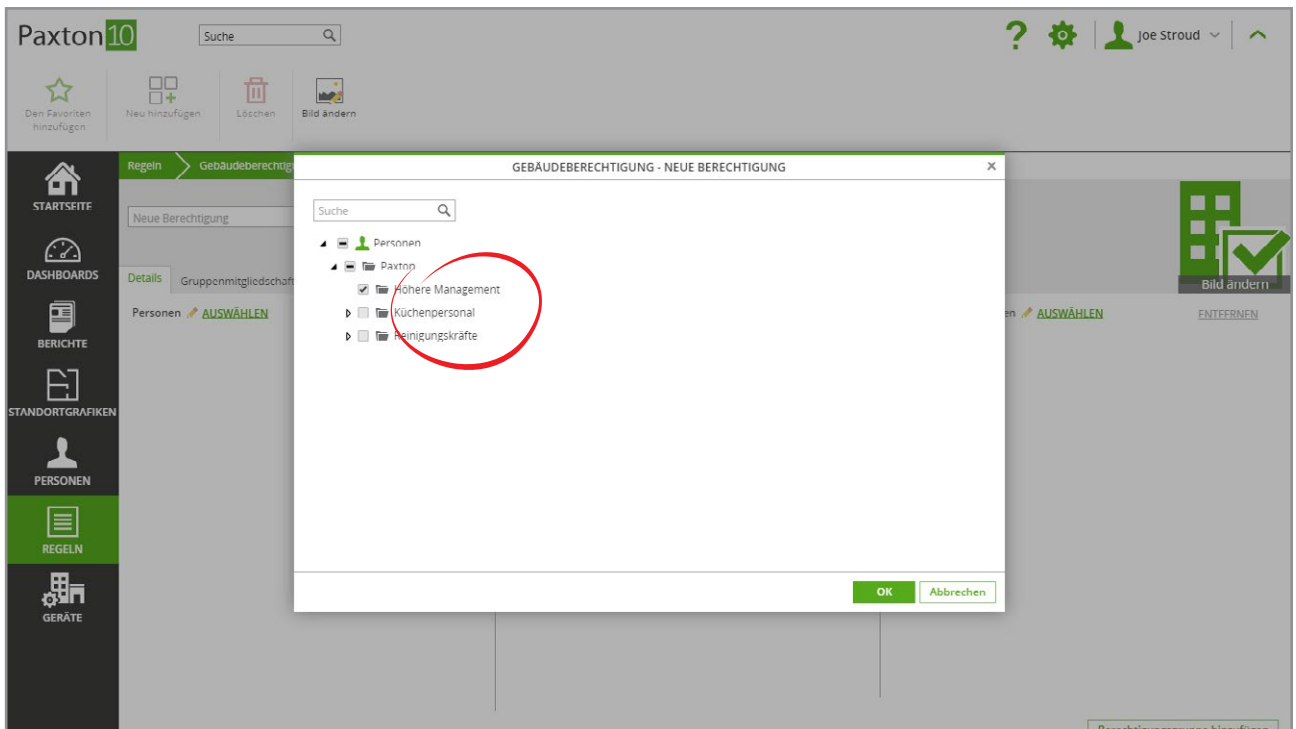 Paxton10
Suche
Joe Stroud
Den Favoriten
hinzufügen
Neu hinzufügen
Löschen
Bild ändern
STARTSEITE
DASHBOARDS
BERICHTE
STANDORTGRAFIKEN
PERSONEN
REGELN
GERÄTE
Regeln
Neue Berechtigung
Details
Personen AUSWÄHLEN
GEBÄUDEBERECHTIGUNG - NEUE BERECHTIGUNG
Suche
Personen
Paxton
Höhere Management
Küchenpersonal
Reinigungskräfte
OK Abbrechen
Bild ändern
AUSWÄHLEN
ENTFERNEN